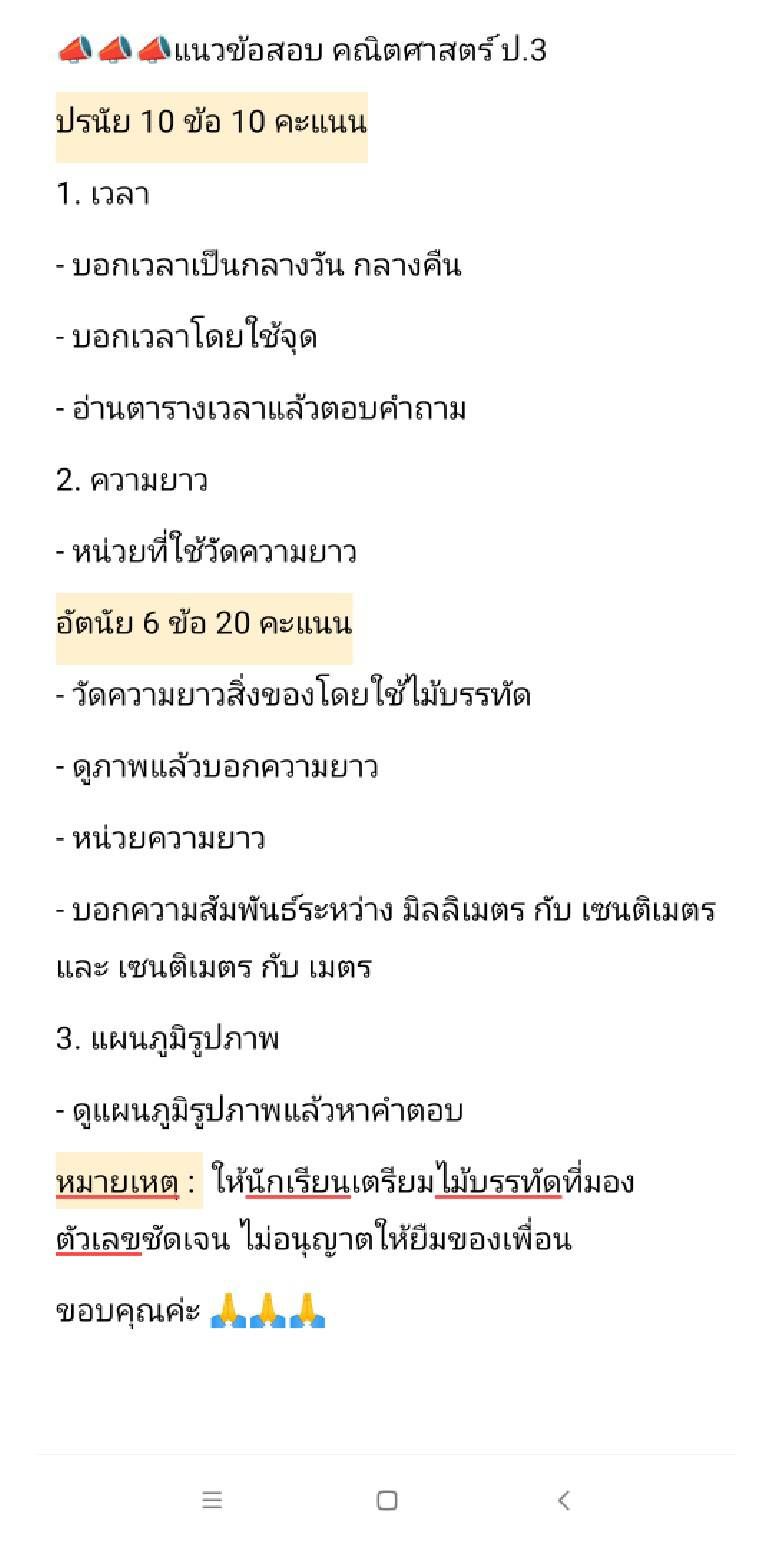 📣📣📣แนวข้อสอบ คณิตศาสตร์ ป.3
ปรนัย 10 ข้อ 10 คะแนน
1. เวลา
- บอกเวลาเป็นกลางวัน กลางคืน
- บอกเวลาโดยใช้จุด
- อ่านตารางเวลาแล้วตอบคำถาม
2. ความยาว
- หน่วยที่ใช้วัดความยาว
อัตนัย 6 ข้อ 20 คะแนน
- วัดความยาวสิ่งของโดยใช้ไม้บรรทัด
- ดูภาพแล้วบอกความยาว
- หน่วยความยาว
- บอกความสัมพันธ์ระหว่าง มิลลิเมตร กับ เซนติเมตร
และ เซนติเมตร กับ เมตร
3. แผนภูมิรูปภาพ
- ดูแผนภูมิรูปภาพแล้วหาคำตอบ
หมายเหตุ : ให้นักเรียนเตรียมไม้บรรทัดที่มอง
ตัวเลขชัดเจน ไม่อนุญาตให้ยืมของเพื่อน
ขอบคุณค่ะ 🙏🙏🙏